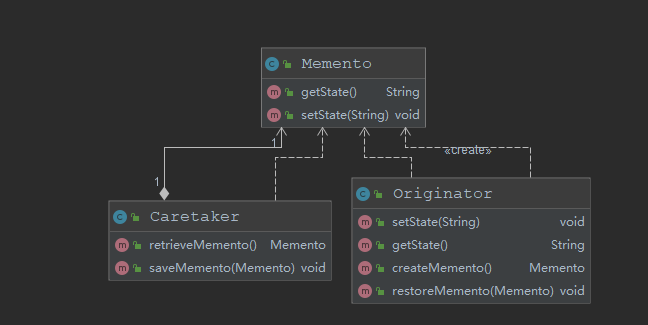 Memento
getState() String
setState(String) void
1
«create»
1
Caretaker
retrieveMemento() Memento
saveMemento(Memento) void
Originator
setState(String) void
getState() String
createMemento() Memento
restoreMemento(Memento) void